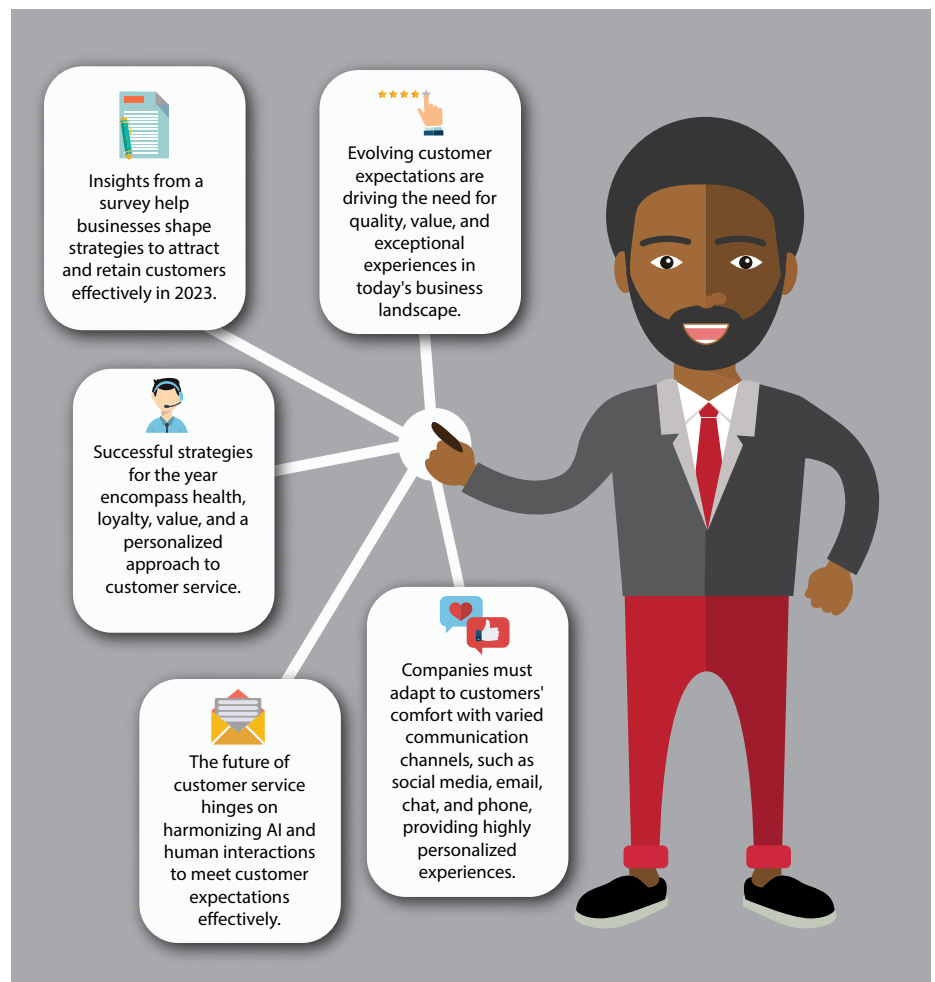 Insights from a
survey help
businesses shape
strategies to attract
and retain customers
effectively in 2023.
Evolving customer
expectations are
driving the need for
quality, value, and
exceptional
experiences in
today's business
landscape.
Successful strategies
for the year
encompass health,
loyalty, value, and a
personalized
approach to
customer service.
Companies must
adapt to customers'
comfort with varied
communication
channels, such as
social media, email,
chat, and phone,
providing highly
personalized
experiences.
The future of
customer service
hinges on
harmonizing AI and
human interactions
to meet customer
expectations
effectively.